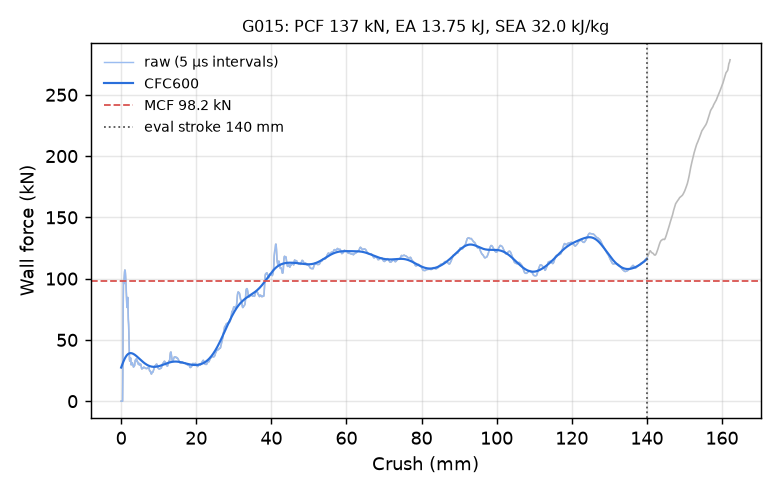 G015: PCF 137 kN, EA 13.75 kJ, SEA 32.0 kJ/kg
raw (5 µs intervals)
CFC600
MCF 98.2 kN
eval stroke 140 mm
Wall force (kN)
250
200
150
100
50
0
0 20 40 60 80 100 120 140 160
Crush (mm)